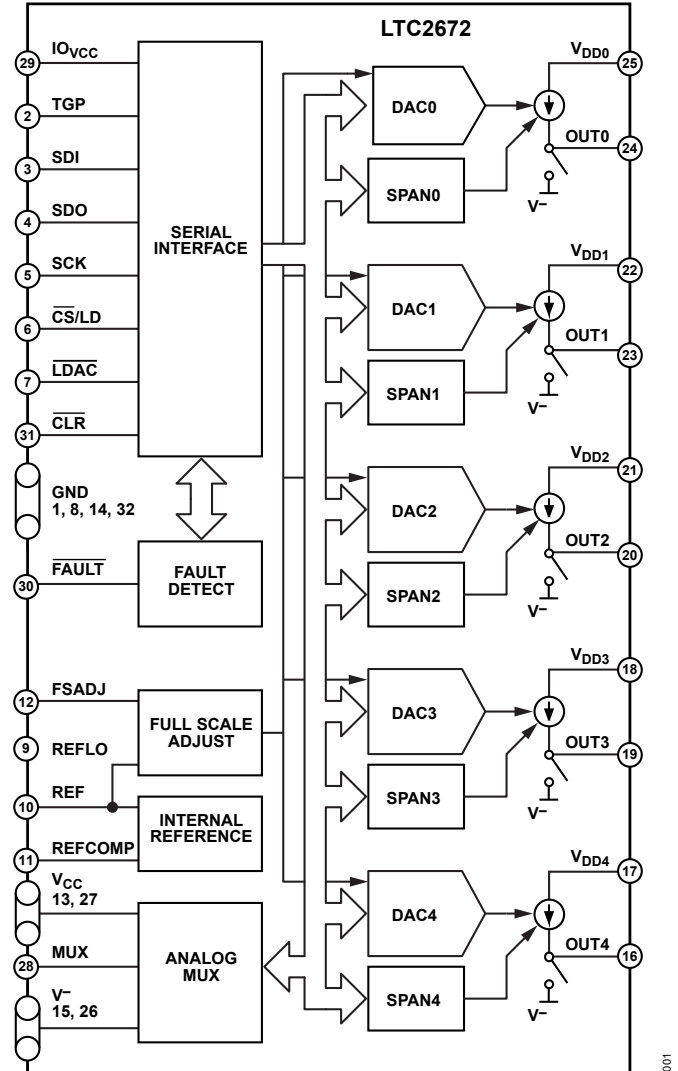 LTC2672
29
IOVCC
2
TGP
3
SDI
4
SDO
5
SCK
6
C̅S̅/LD
7
L̅D̅A̅C̅
31
C̅L̅R̅
GND
1, 8, 14, 32
30
F̅A̅U̅L̅T̅
12
FSADJ
9
REFLO
10
REF
11
REFCOMP
VCC
13, 27
28
MUX
V–
15, 26
SERIAL
INTERFACE
FAULT
DETECT
FULL SCALE
ADJUST
INTERNAL
REFERENCE
ANALOG
MUX
DAC0
SPAN0
VDD0
25
OUT0
24
V–
DAC1
SPAN1
VDD1
22
OUT1
23
V–
DAC2
SPAN2
VDD2
21
OUT2
20
V–
DAC3
SPAN3
VDD3
18
OUT3
19
V–
DAC4
SPAN4
VDD4
17
OUT4
16
V–
001